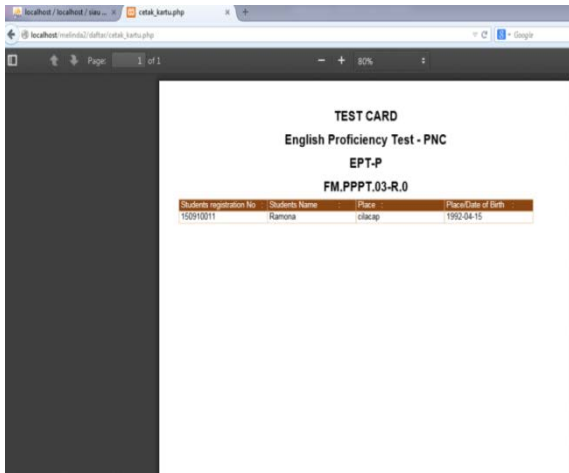 localhost / localhost / siau ... ×
cetak_kartu.php ×
+
localhost/melinda2/daftar/cetak_kartu.php
Google
Page: 1 of 1
− + 80%
TEST CARD
English Proficiency Test - PNC
EPT-P
FM.PPPT.03-R.0
Students registration No : Students Name : Place : Place/Date of Birth :
150910011 Ramona cilacap 1992-04-15